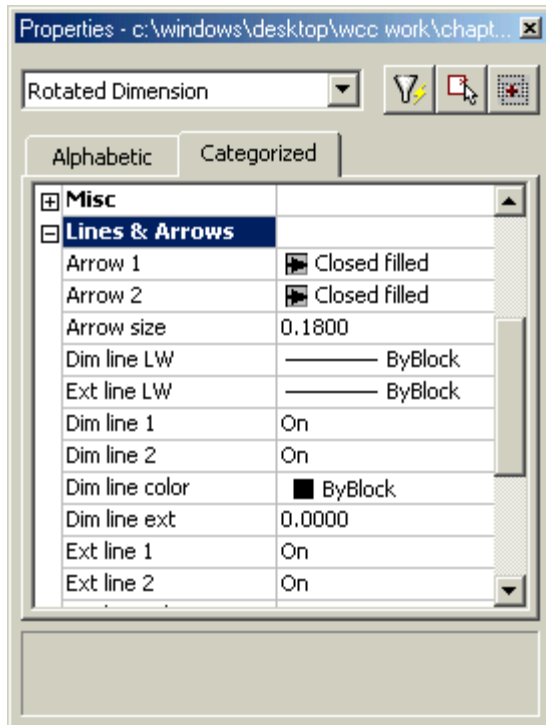 Properties - c:\windows\desktop\wcc work\chapt...
Rotated Dimension
Alphabetic Categorized
Misc
Lines & Arrows
Arrow 1 Closed filled
Arrow 2 Closed filled
Arrow size 0.1800
Dim line LW ByBlock
Ext line LW ByBlock
Dim line 1 On
Dim line 2 On
Dim line color ByBlock
Dim line ext 0.0000
Ext line 1 On
Ext line 2 On